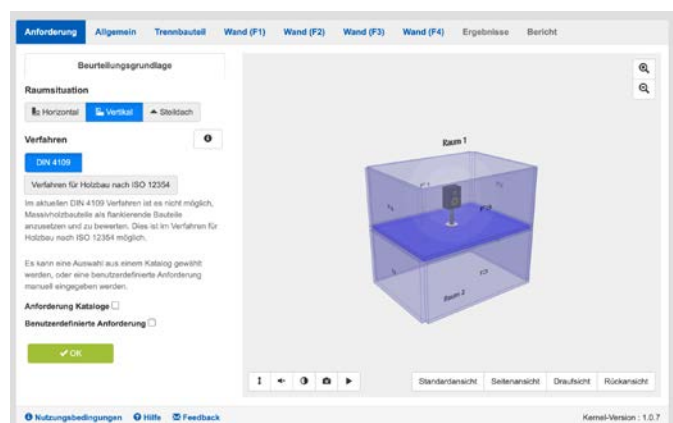 Anforderung Allgemein Trennbauteil Wand (F1) Wand (F2) Wand (F3) Wand (F4) Ergebnisse Bericht
Beurteilungsgrundlage
Raumsituation
Horizontal Vertikal Steildach
Verfahren
DIN 4109
Verfahren für Holzbau nach ISO 12354
Im aktuellen DIN 4109 Verfahren ist es nicht möglich,
Massivholzbauteile als flankierende Bauteile
anzusetzen und zu bewerten. Dies ist im Verfahren für
Holzbau nach ISO 12354 möglich.
Es kann eine Auswahl aus einem Katalog gewählt
werden, oder eine benutzerdefinierte Anforderung
manuell eingegeben werden.
Anforderung Kataloge
Benutzerdefinierte Anforderung
OK
Raum 1
Raum 2
Standardansicht Seitenansicht Draufsicht Rückansicht
Nutzungsbedingungen Hilfe Feedback
Kernel-Version : 1.0.7